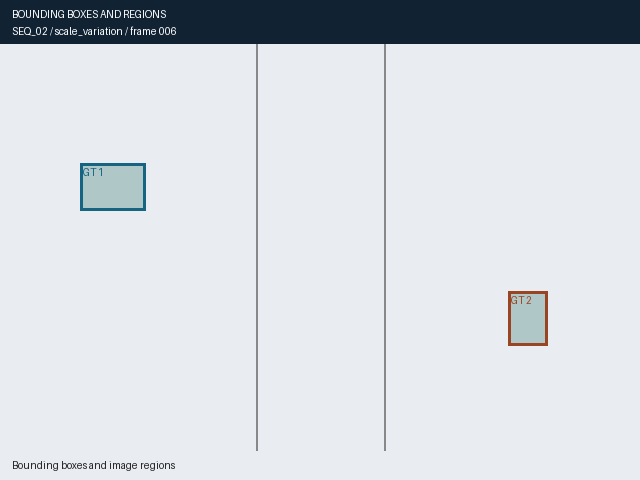 BOUNDING BOXES AND REGIONS
SEQ_02 / scale_variation / frame 006
GT1
GT2
Bounding boxes and image regions